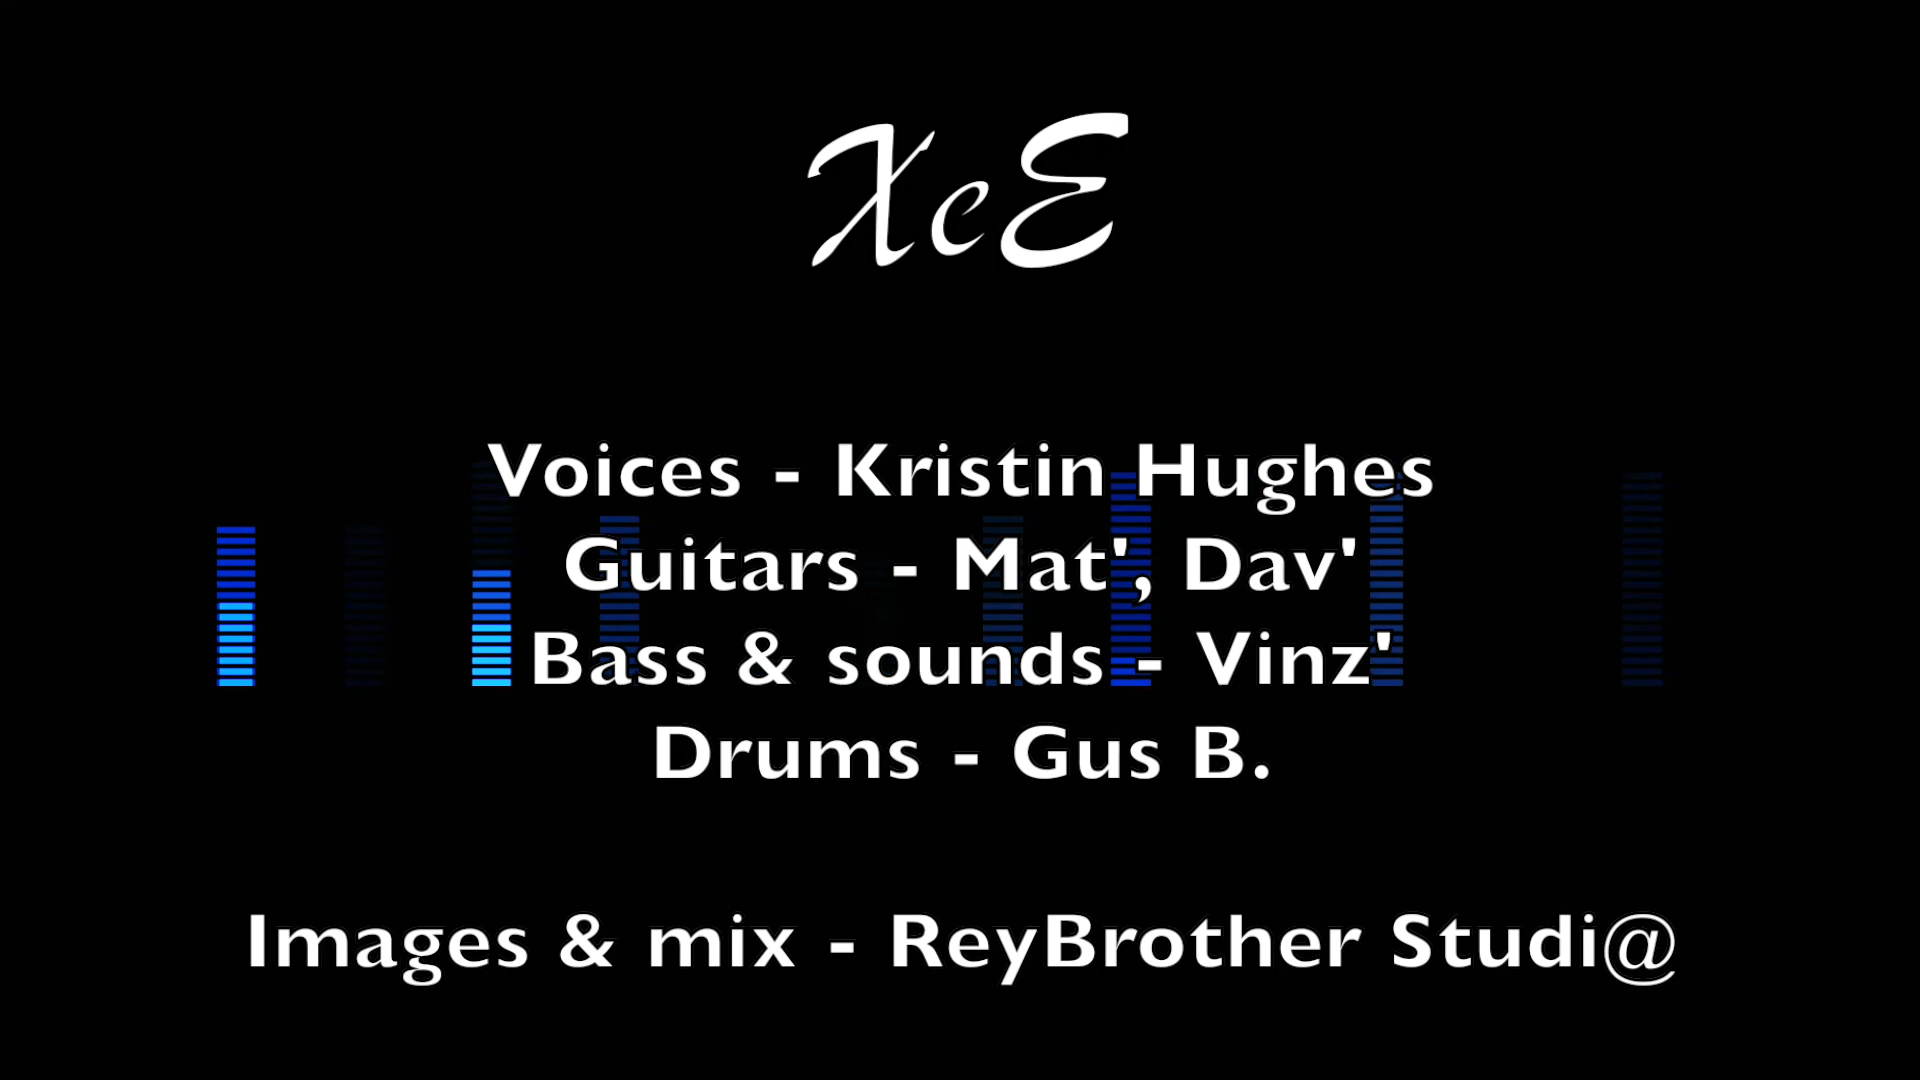 XcE
Voices - Kristin Hughes
Guitars - Mat', Dav'
Bass & sounds - Vinz'
Drums - Gus B.
Images & mix - ReyBrother Studi@